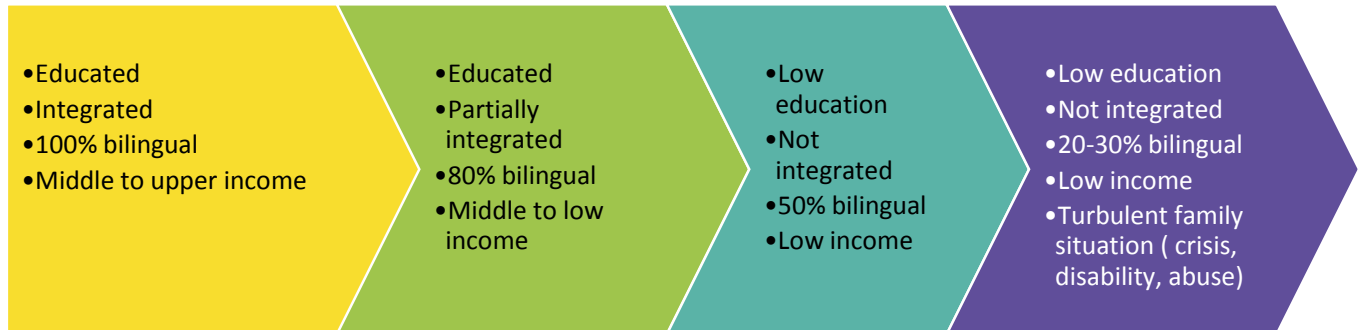 •Educated
•Integrated
•100% bilingual
•Middle to upper income
•Educated
•Partially
integrated
•80% bilingual
•Middle to low
income
•Low
education
•Not
integrated
•50% bilingual
•Low income
•Low education
•Not integrated
•20-30% bilingual
•Low income
•Turbulent family
situation ( crisis,
disability, abuse)